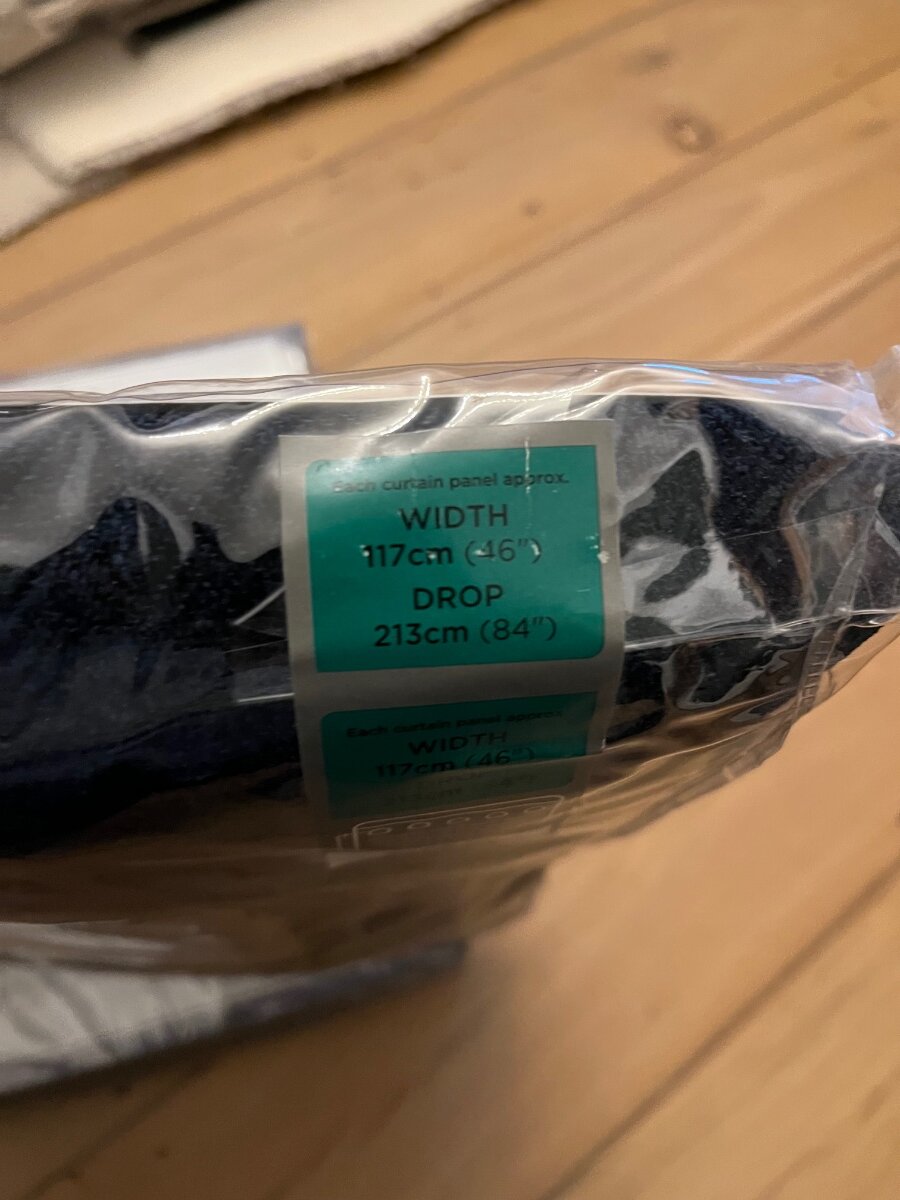 Each curtain panel approx.
WIDTH
117cm (46")
DROP
213cm (84")
Each curtain panel approx
WIDTH
117cm (46")